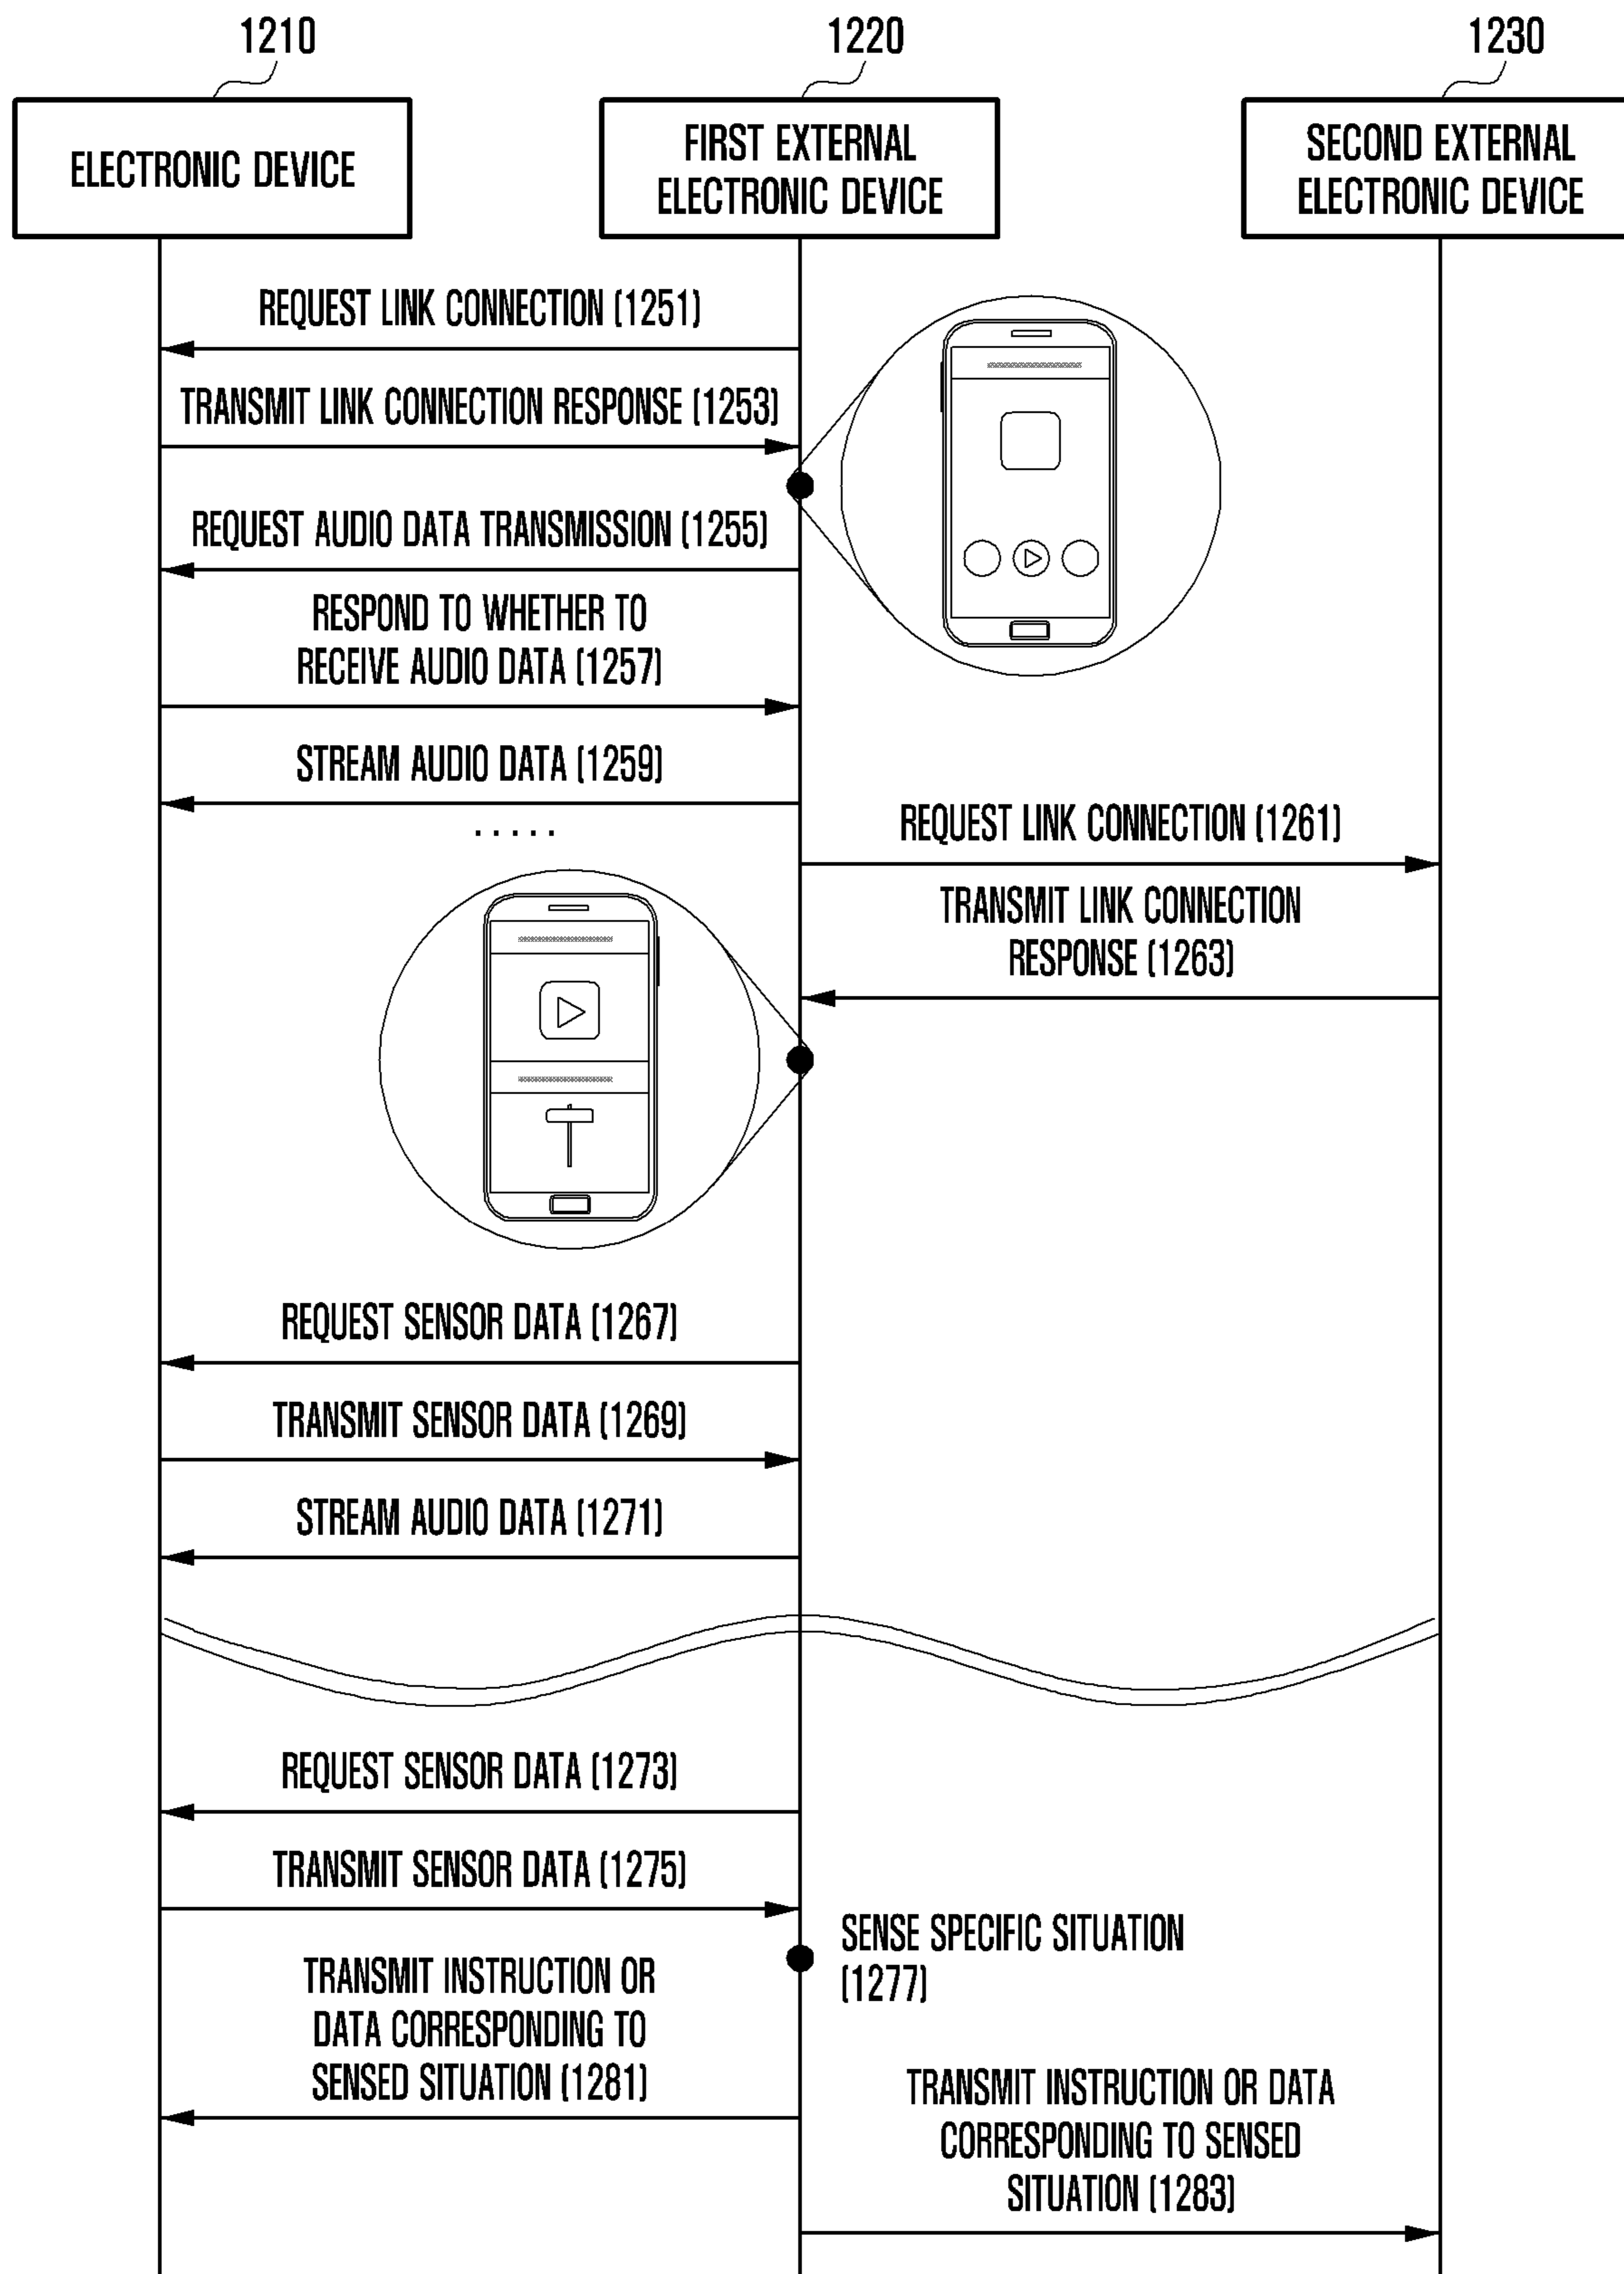 1210
1220
1230
ELECTRONIC DEVICE
FIRST EXTERNAL
ELECTRONIC DEVICE
SECOND EXTERNAL
ELECTRONIC DEVICE
REQUEST LINK CONNECTION (1251)
TRANSMIT LINK CONNECTION RESPONSE (1253)
REQUEST AUDIO DATA TRANSMISSION (1255)
RESPOND TO WHETHER TO
RECEIVE AUDIO DATA (1257)
STREAM AUDIO DATA (1259)
.....
REQUEST LINK CONNECTION (1261)
TRANSMIT LINK CONNECTION
RESPONSE (1263)
REQUEST SENSOR DATA (1267)
TRANSMIT SENSOR DATA (1269)
STREAM AUDIO DATA (1271)
REQUEST SENSOR DATA (1273)
TRANSMIT SENSOR DATA (1275)
SENSE SPECIFIC SITUATION
(1277)
TRANSMIT INSTRUCTION OR
DATA CORRESPONDING TO
SENSED SITUATION (1281)
TRANSMIT INSTRUCTION OR DATA
CORRESPONDING TO SENSED
SITUATION (1283)